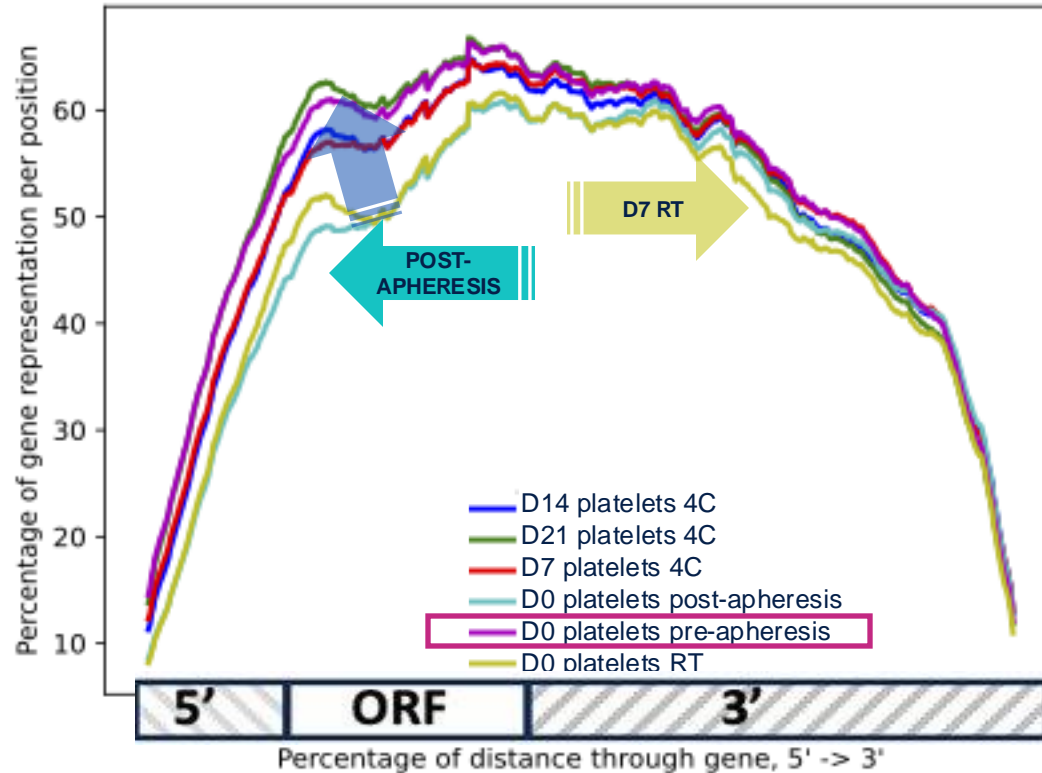 Percentage of gene representation per position
60
50
40
30
20
10
D7 RT
POST-
APHERESIS
D14 platelets 4C
D21 platelets 4C
D7 platelets 4C
D0 platelets post-apheresis
D0 platelets pre-apheresis
D0 platelets RT
5' ORF 3'
Percentage of distance through gene, 5' -> 3'